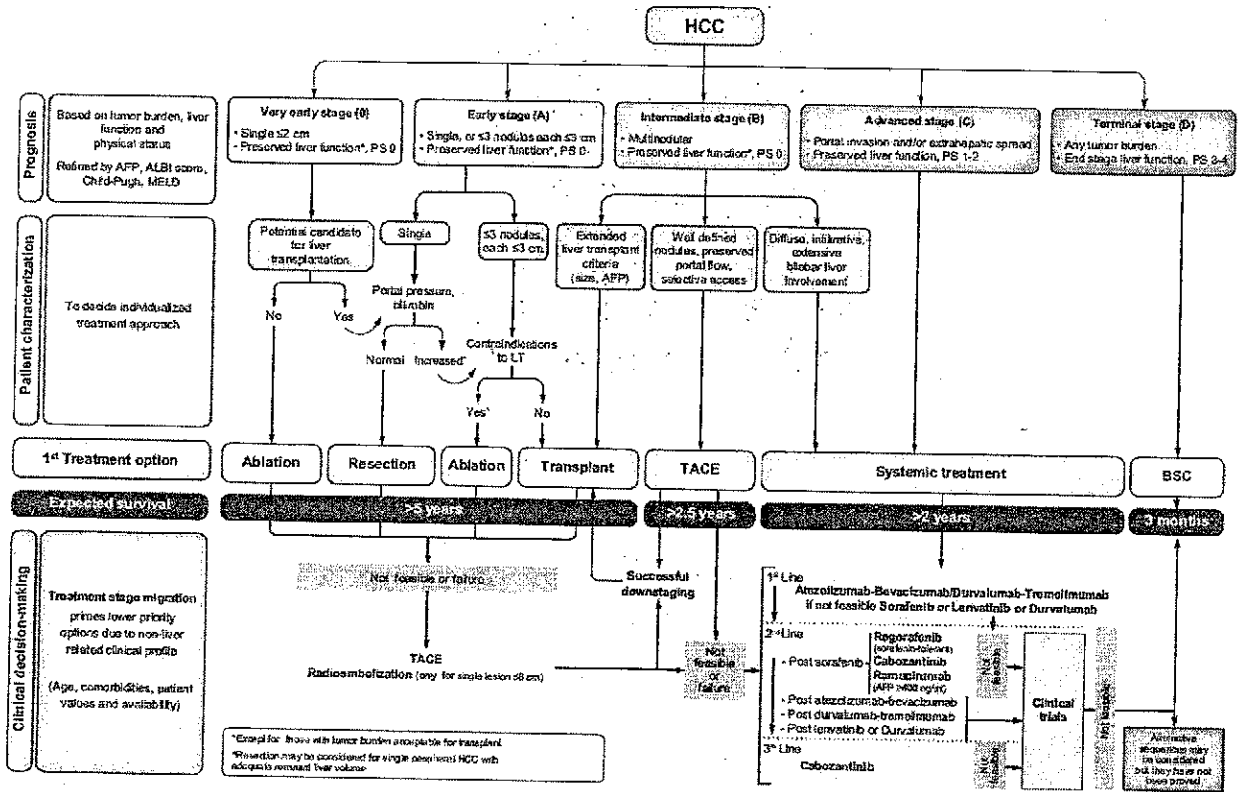 HCC
Prognosis
Based on tumor burden, liver
function and
physical status
Refined by AFP, ALBI score,
Child-Pugh, MELD
Very early stage (0)
• Single ≤2 cm
• Preserved liver function*, PS 0
Early stage (A)
• Single, or ≤3 nodules each ≤3 cm
• Preserved liver function*, PS 0
Intermediate stage (B)
• Multinodular
• Preserved liver function*, PS 0
Advanced stage (C)
• Portal invasion and/or extrahepatic spread
• Preserved liver function, PS 1-2
Terminal stage (D)
• Any tumor burden
• End stage liver function, PS 3-4
Patient characterization
To decide individualized
treatment approach
Potential candidate
for liver
transplantation
Single
≤3 nodules,
each ≤3 cm
Extended
liver transplant
criteria
(size, AFP)
Well defined
nodules, preserved
portal flow,
selective access
Diffuse, infiltrative,
extensive
bilobar liver
involvement
No
Yes
Portal pressure,
bilirubin
Normal
Increased
Contraindications
to LT
Yes
No
1st Treatment option
Ablation
Resection
Ablation
Transplant
TACE
Systemic treatment
BSC
Expected survival
>5 years
>2.5 years
>2 years
3 months
Clinical decision-making
Treatment stage migration
primes lower priority
options due to non-liver
related clinical profile
(Age, comorbidities, patient
values and availability)
Not feasible or failure
TACE
Radioembolization (only for single lesion ≤8 cm)
Successful
downstaging
Not
feasible
or
failure
1st Line
Atezolizumab-Bevacizumab/Durvalumab-Tremelimumab
if not feasible Sorafenib or Lenvatinib or Durvalumab
2nd Line
- Post sorafenib
Regorafenib
(sorafenib-tolerant)
Cabozantinib
Ramucirumab
(AFP ≥400 ng/ml)
- Post atezolizumab-bevacizumab
- Post durvalumab-tremelimumab
- Post lenvatinib or Durvalumab
3rd Line
Cabozantinib
Not
feasible
Not
feasible
Clinical
trials
Not feasible
Alternative
sequences may
be considered
but they have not
been proved
*Except for those with tumor burden acceptable for transplant
Resection may be considered for single peripheral HCC with
adequate remnant liver volume